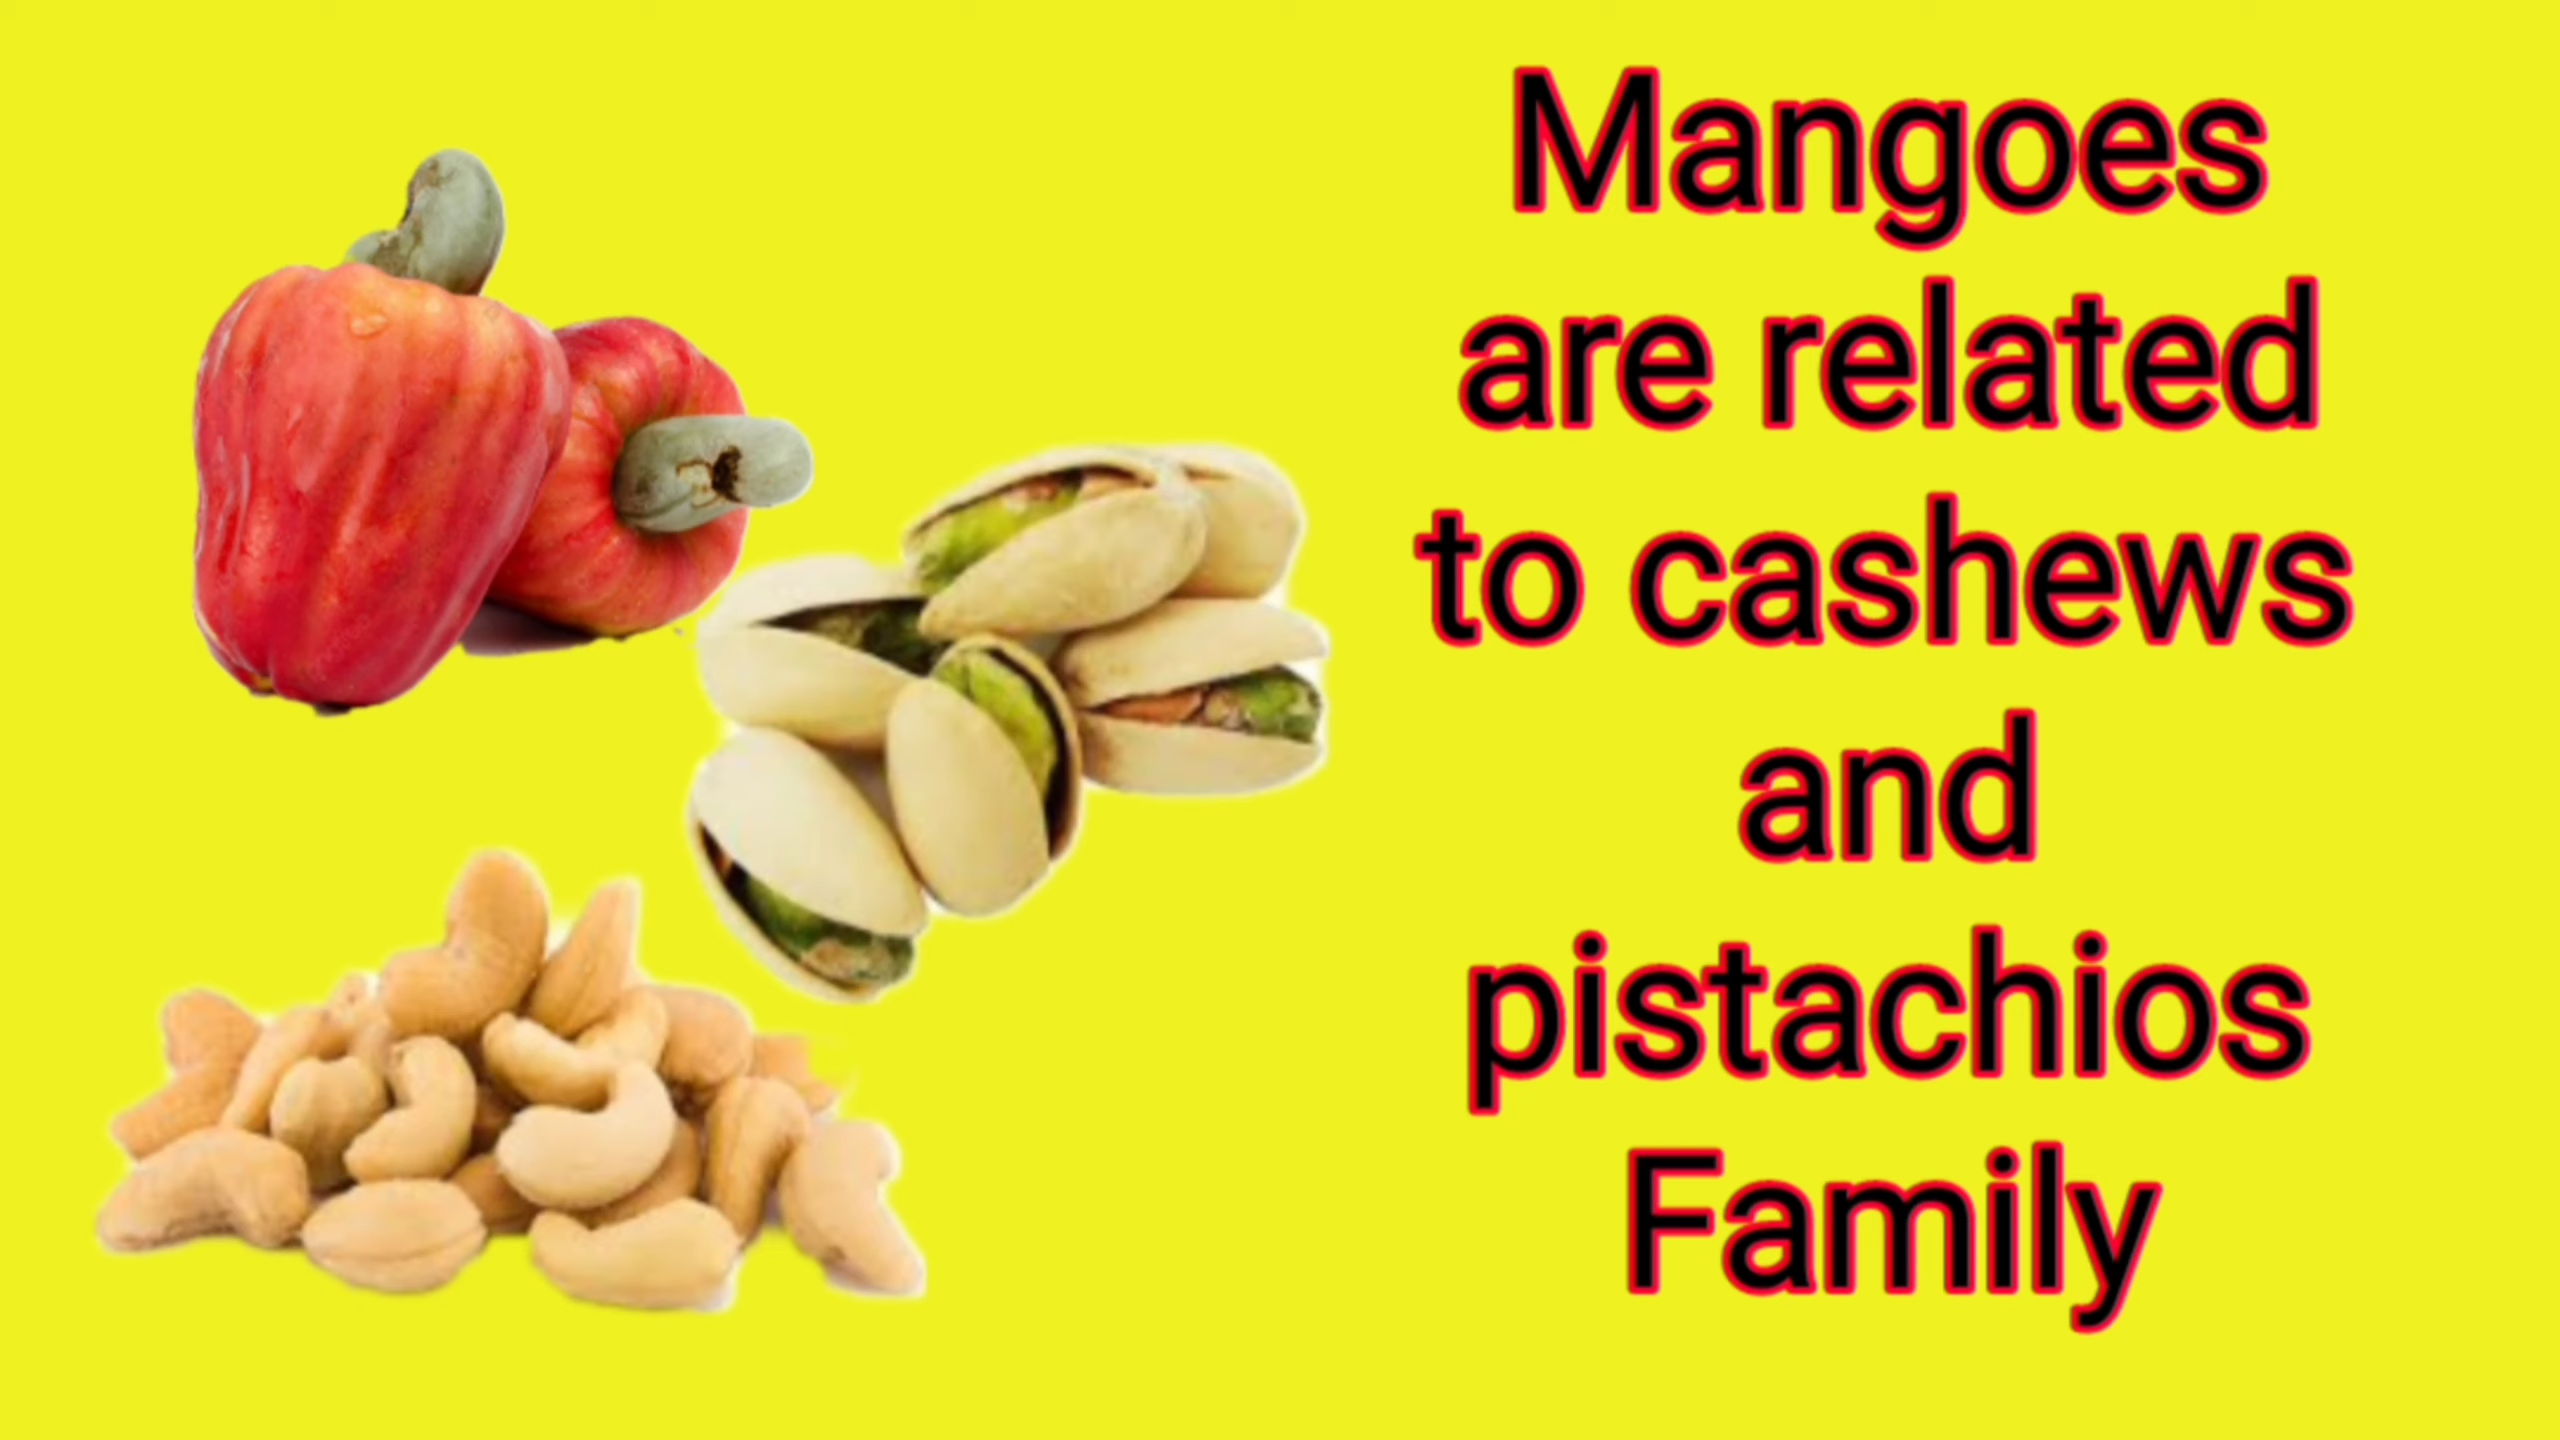 Mangoes
are related
to cashews
and
pistachios
Family